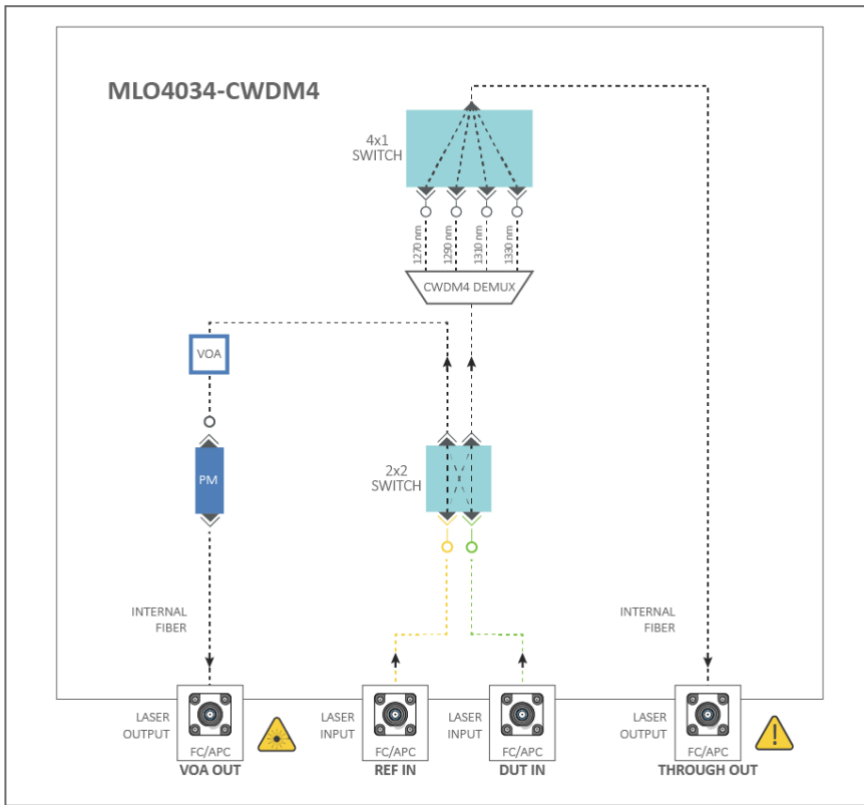 MLO4034-CWDM4
4x1
SWITCH
1270 nm
1290 nm
1310 nm
1330 nm
CWDM4 DEMUX
VOA
PM
2x2
SWITCH
INTERNAL
FIBER
INTERNAL
FIBER
LASER
OUTPUT
FC/APC
VOA OUT
LASER
INPUT
FC/APC
REF IN
LASER
INPUT
FC/APC
DUT IN
LASER
OUTPUT
FC/APC
THROUGH OUT